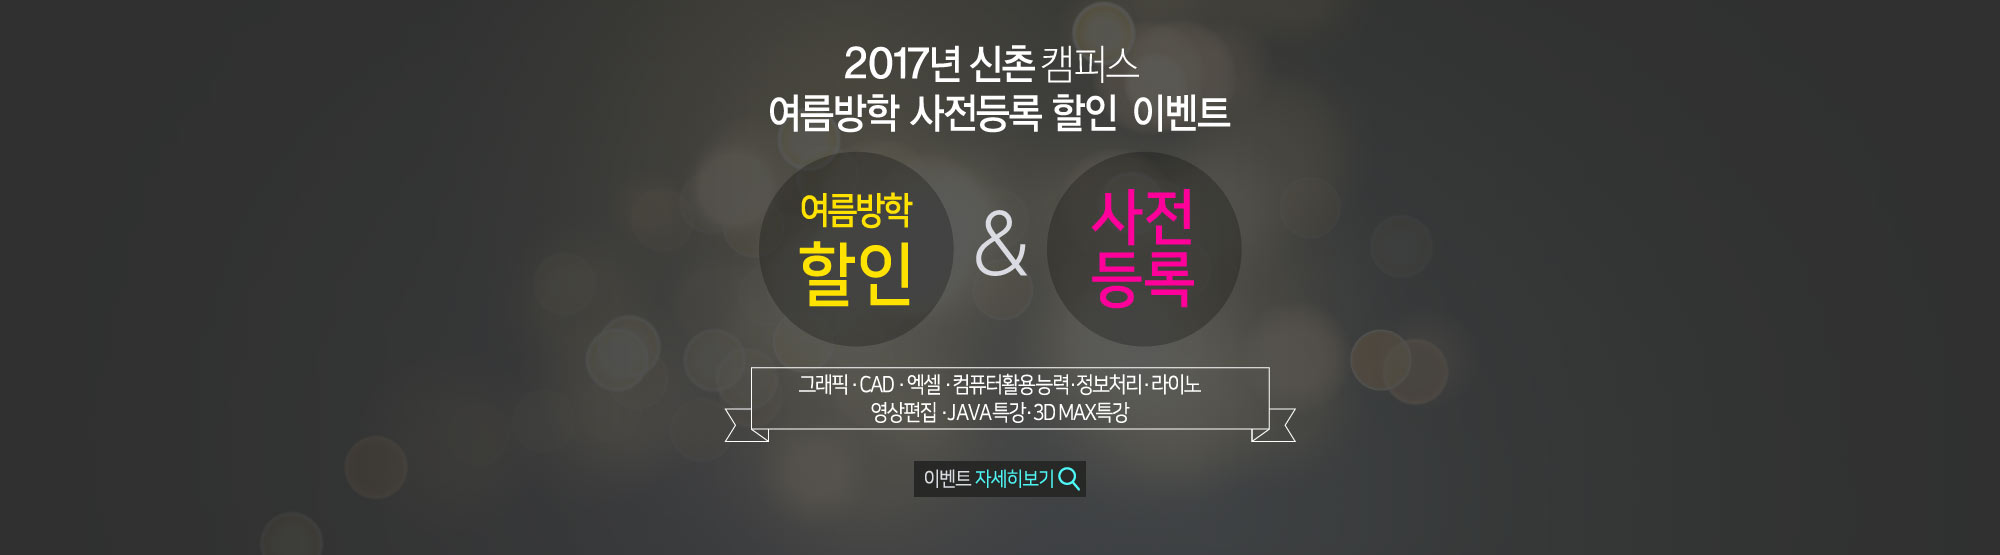 2017년 신촌 캠퍼스
여름방학 사전등록 할인 이벤트
여름방학
할인
&
사전
등록
그래픽 · CAD · 엑셀 · 컴퓨터활용능력 · 정보처리 · 라이노
영상편집 · JAVA특강 · 3D MAX특강
이벤트 자세히보기